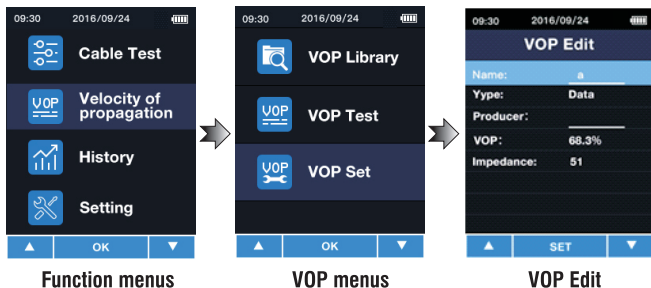 09:30 2016/09/24
Cable Test
VOP
Velocity of
propagation
History
Setting
▲ OK ▼
Function menus
09:30 2016/09/24
VOP Library
VOP
VOP Test
VOP
VOP Set
▲ OK ▼
VOP menus
09:30 2016/09/24
VOP Edit
Name: a
Yype: Data
Producer:
VOP: 68.3%
Impedance: 51
▲ SET ▼
VOP Edit